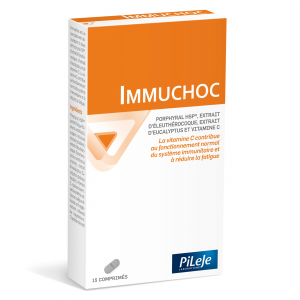 IMMUCHOC
PORPHYRAL HSP®, EXTRAIT
D'ÉLEUTHÉROCOQUE, EXTRAIT
D'EUCALYPTUS ET VITAMINE C
La vitamine C contribue
au fonctionnement normal
du système immunitaire et
à réduire la fatigue
15 COMPRIMÉS
PiLeJe
LABORATOIRE